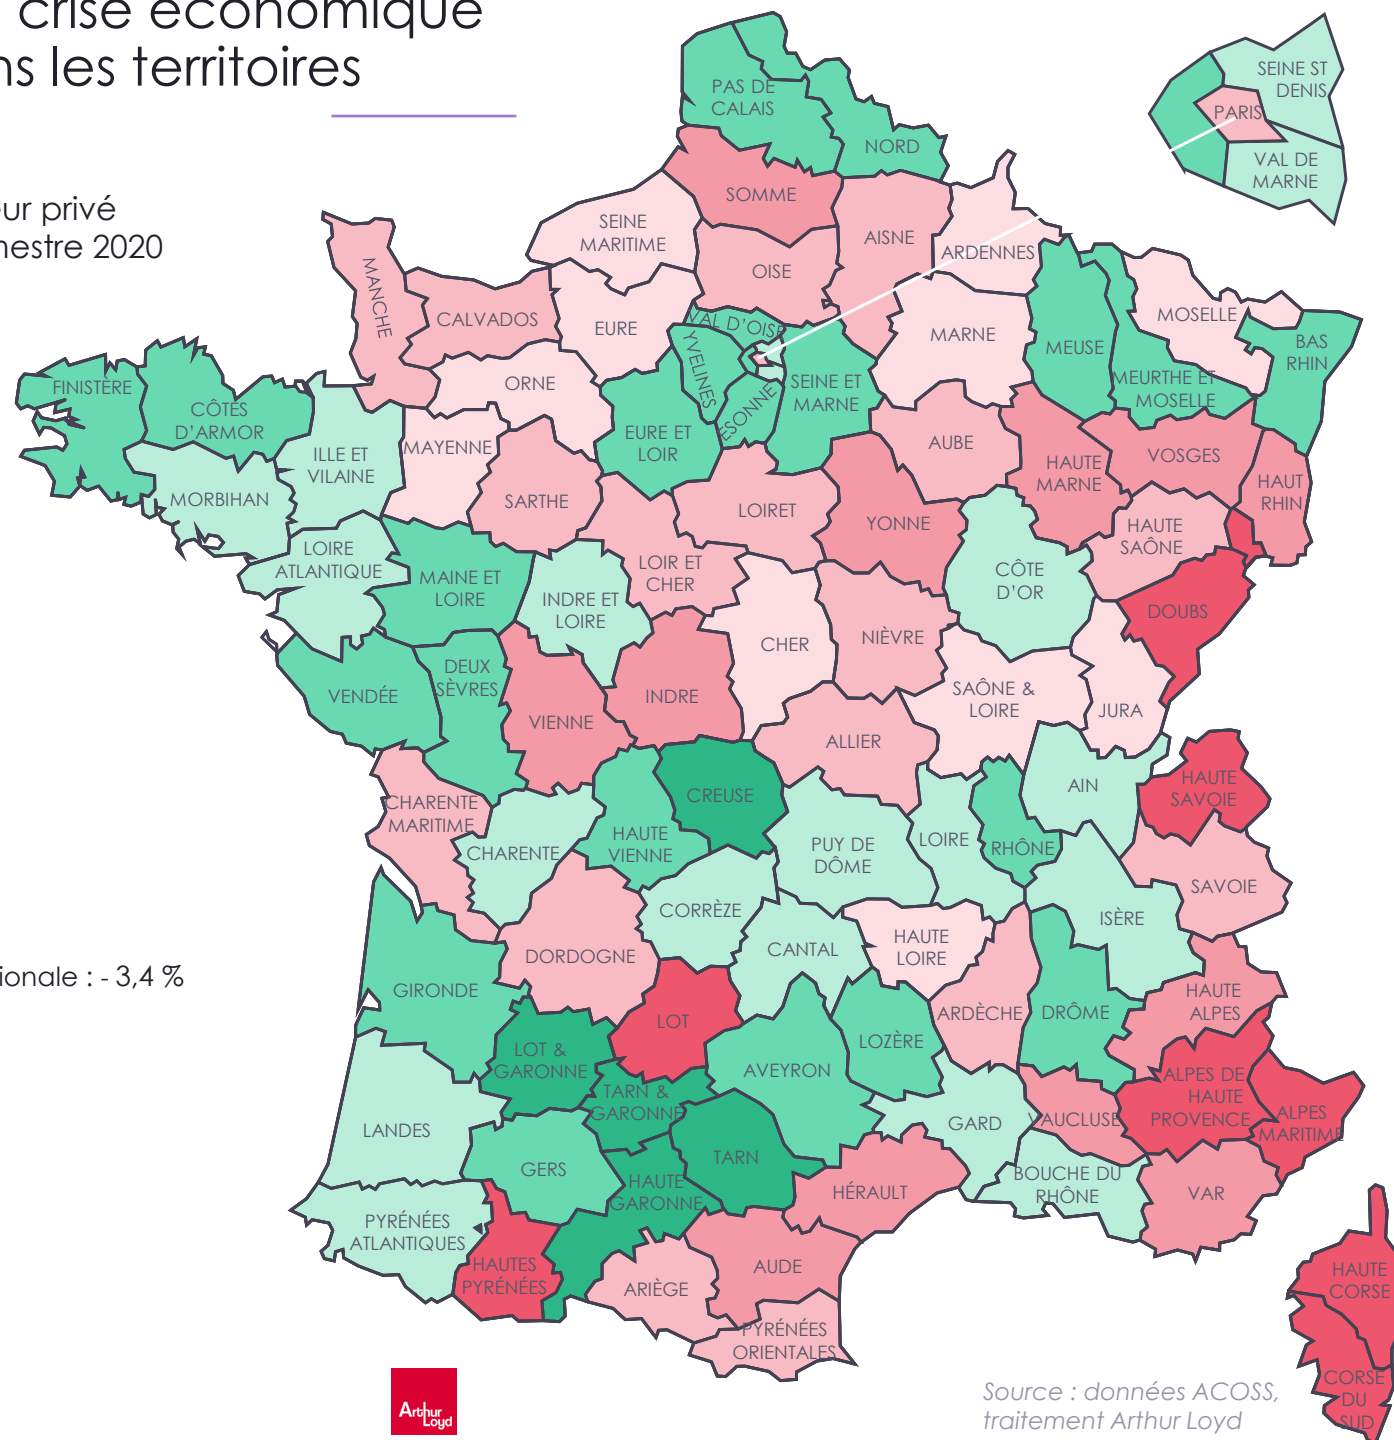 crise économique
ns les territoires
ur privé
nestre 2020
ionale : - 3,4 %
PAS DE
CALAIS
NORD
SEINE ST
DENIS
PARIS
VAL DE
MARNE
SOMME
SEINE
MARITIME
AISNE
ARDENNES
OISE
MANCHE
CALVADOS
EURE
VAL D'OISE
MARNE
MOSELLE
MEUSE
BAS
RHIN
YVELINES
ORNE
SEINE ET
MARNE
MEURTHE ET
MOSELLE
ESONNE
FINISTÈRE
CÔTES
D'ARMOR
ILLE ET
VILAINE
MAYENNE
EURE ET
LOIR
AUBE
HAUTE
MARNE
VOSGES
HAUT
RHIN
MORBIHAN
SARTHE
LOIRET
YONNE
HAUTE
SAÔNE
LOIRE
ATLANTIQUE
MAINE ET
LOIRE
INDRE ET
LOIRE
LOIR ET
CHER
CÔTE
D'OR
DOUBS
CHER
NIÈVRE
VENDÉE
DEUX
SÈVRES
VIENNE
INDRE
SAÔNE &
LOIRE
JURA
ALLIER
CHARENTE
MARITIME
CHARENTE
HAUTE
VIENNE
CREUSE
PUY DE
DÔME
LOIRE
RHÔNE
AIN
HAUTE
SAVOIE
SAVOIE
CORRÈZE
ISÈRE
DORDOGNE
CANTAL
HAUTE
LOIRE
GIRONDE
LOT
ARDÈCHE
DRÔME
HAUTE
ALPES
LOT &
GARONNE
LOZÈRE
AVEYRON
TARN &
GARONNE
ALPES DE
HAUTE
PROVENCE
ALPES
MARITIME
LANDES
GARD
VAUCLUSE
GERS
TARN
HAUTE
GARONNE
HÉRAULT
BOUCHE DU
RHÔNE
VAR
PYRÉNÉES
ATLANTIQUES
HAUTES
PYRÉNÉES
ARIÈGE
AUDE
PYRÉNÉES
ORIENTALES
HAUTE
CORSE
CORSE
DU
SUD
Arthur
Loyd
Source : données ACOSS,
traitement Arthur Loyd